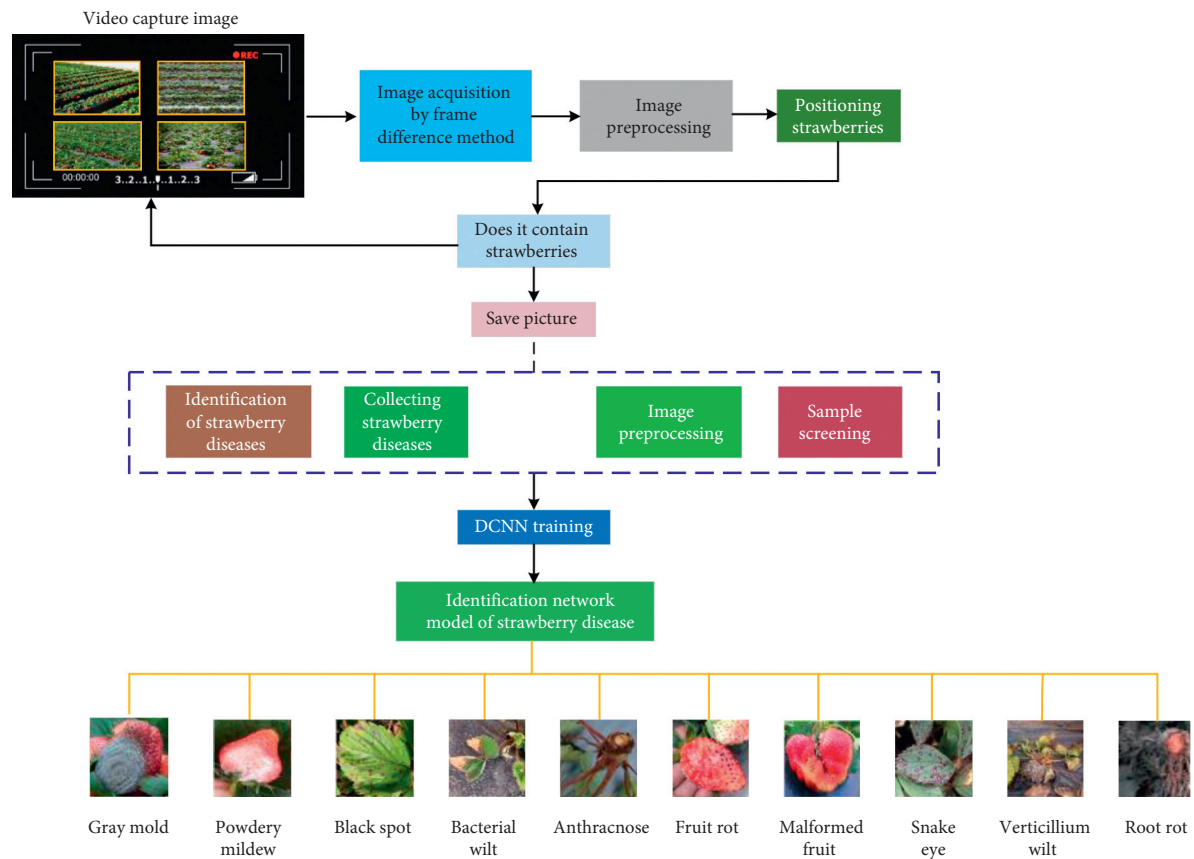 Video capture image
REC
00:00:00
3..2..1..
..1..2..3
Image acquisition
by frame
difference method
Image
preprocessing
Positioning
strawberries
Does it contain
strawberries
Save picture
Identification
of strawberry
diseases
Collecting
strawberry
diseases
Image
preprocessing
Sample
screening
DCNN training
Identification network
model of strawberry disease
Gray mold
Powdery
mildew
Black spot
Bacterial
wilt
Anthracnose
Fruit rot
Malformed
fruit
Snake
eye
Verticillium
wilt
Root rot